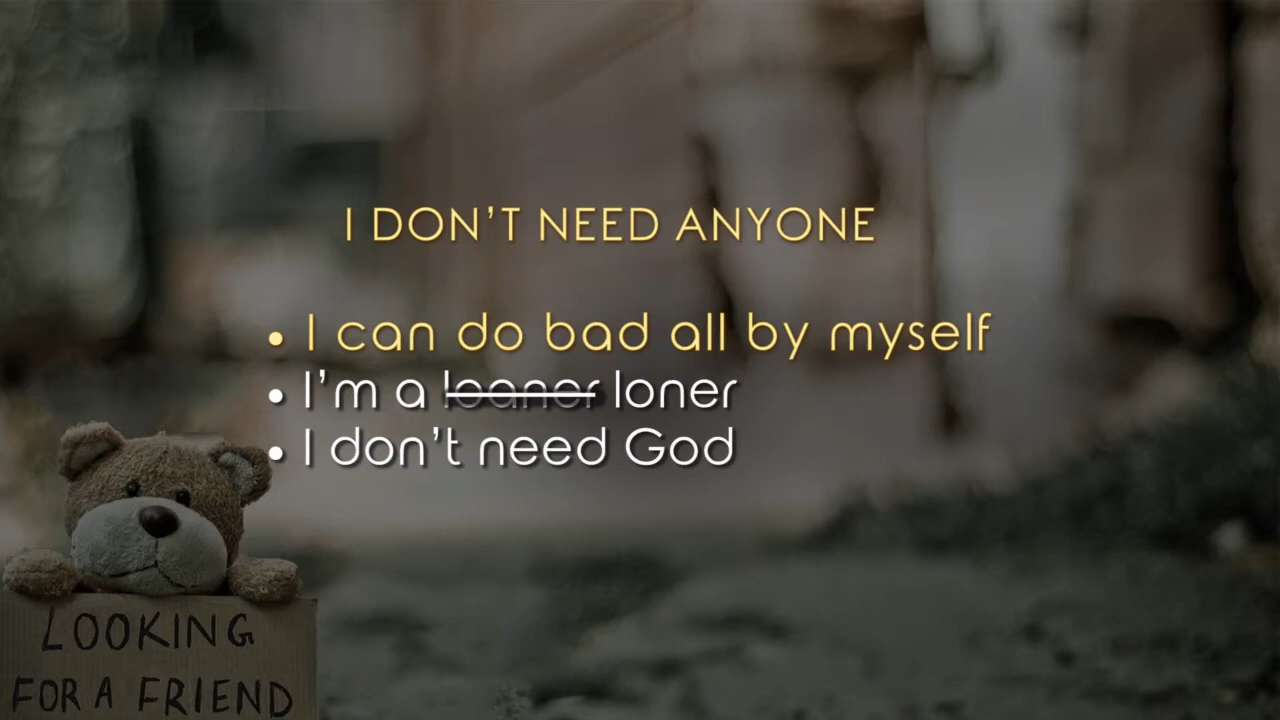 I DON'T NEED ANYONE
• I can do bad all by myself
• I'm a loaner loner
• I don't need God
LOOKING
FOR A FRIEND